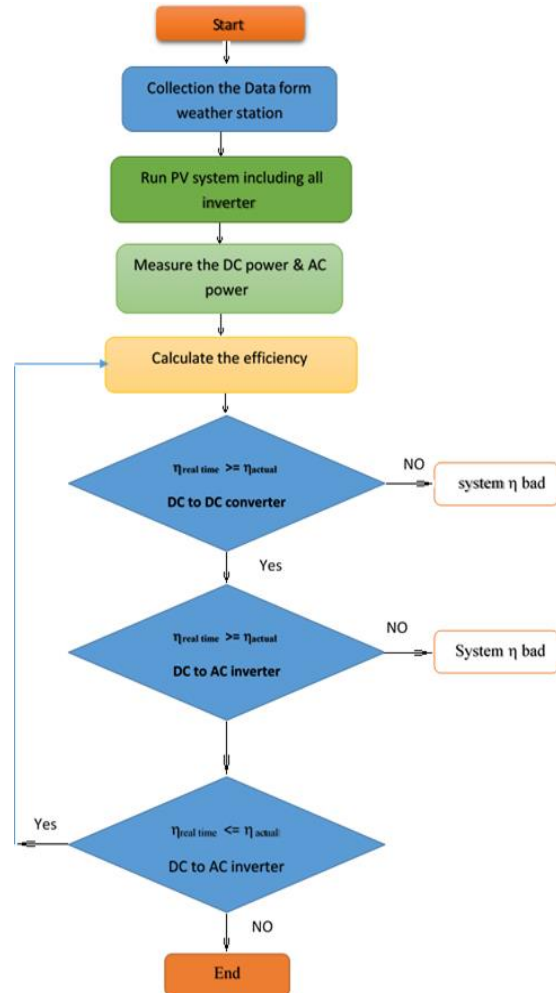 Start
Collection the Data form
weather station
Run PV system including all
inverter
Measure the DC power & AC
power
Calculate the efficiency
ηreal time >= ηactual
DC to DC converter
NO
system η bad
Yes
ηreal time >= ηactual
DC to AC inverter
NO
System η bad
Yes
ηreal time <= η actual
DC to AC inverter
NO
End